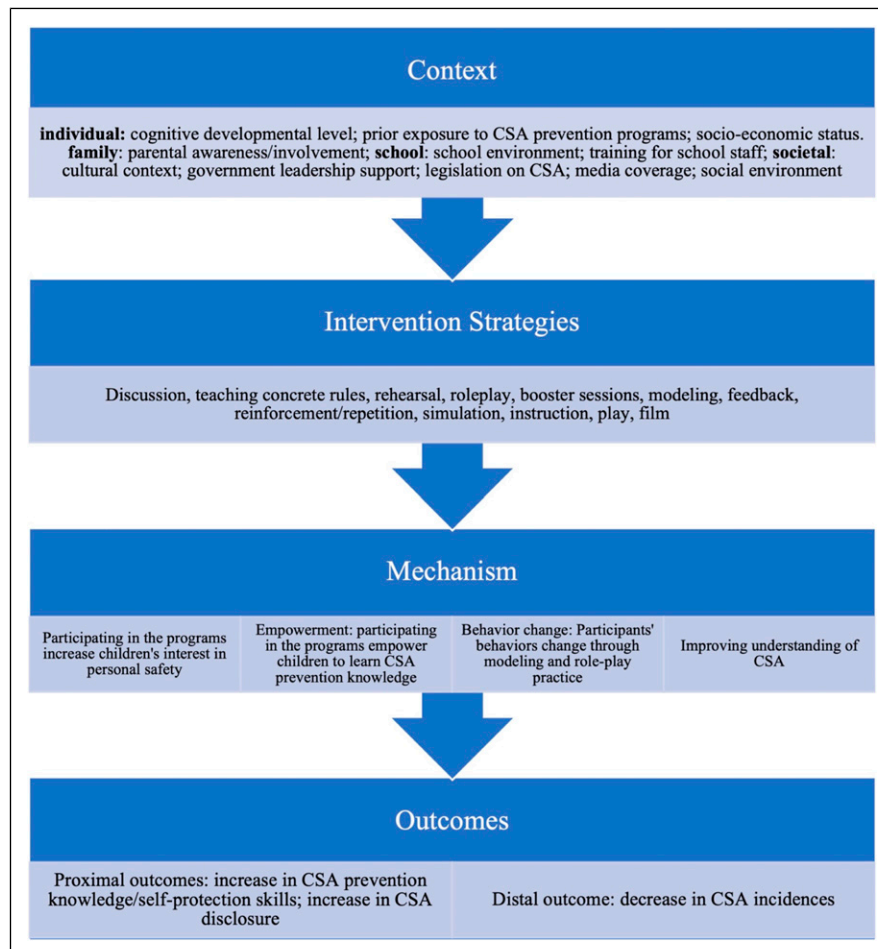 Context
individual: cognitive developmental level; prior exposure to CSA prevention programs; socio-economic status.
family: parental awareness/involvement; school: school environment; training for school staff; societal:
cultural context; government leadership support; legislation on CSA; media coverage; social environment
Intervention Strategies
Discussion, teaching concrete rules, rehearsal, roleplay, booster sessions, modeling, feedback,
reinforcement/repetition, simulation, instruction, play, film
Mechanism
Participating in the programs
increase children's interest in
personal safety
Empowerment: participating
in the programs empower
children to learn CSA
prevention knowledge
Behavior change: Participants'
behaviors change through
modeling and role-play
practice
Improving understanding of
CSA
Outcomes
Proximal outcomes: increase in CSA prevention
knowledge/self-protection skills; increase in CSA
disclosure
Distal outcome: decrease in CSA incidences